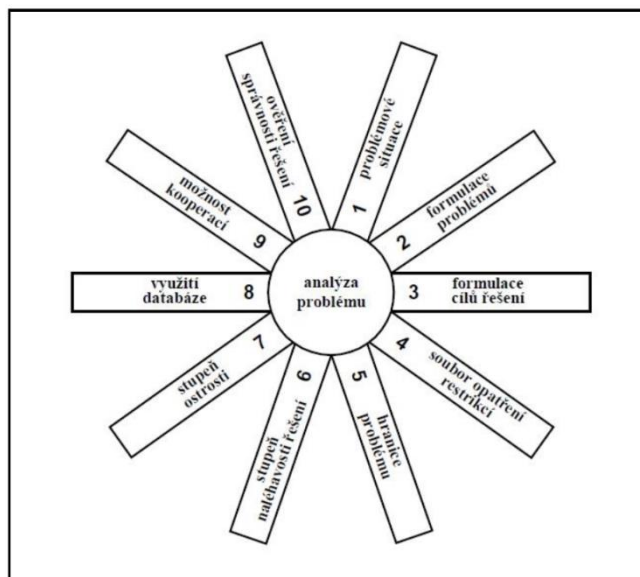 analýza
problému
1
problémové
situace
2
formulace
problémů
3
formulace
cílů řešení
4
soubor opatření
restrikcí
5
hranice
problému
6
stupeň
naléhavosti řešení
7
stupeň
ostrosti
8
využití
databáze
9
možnost
kooperací
10
ověření
správnosti řešení